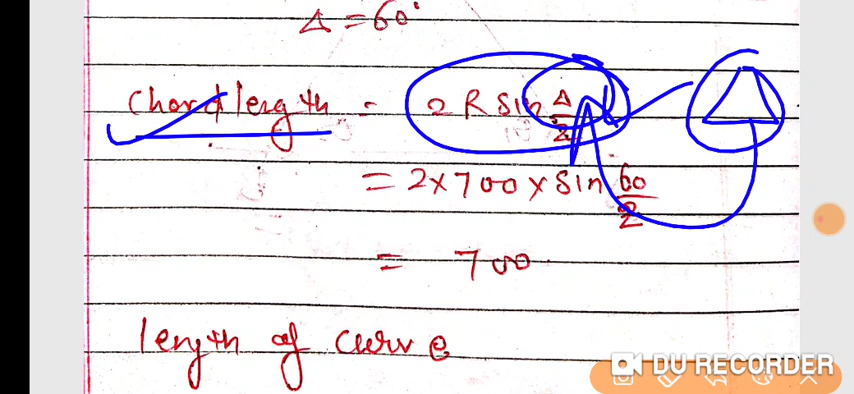 Δ = 60°
Chord length = 2 R sin Δ/2
= 2 × 700 × sin 60/2
= 700
length of curve
DU RECORDER